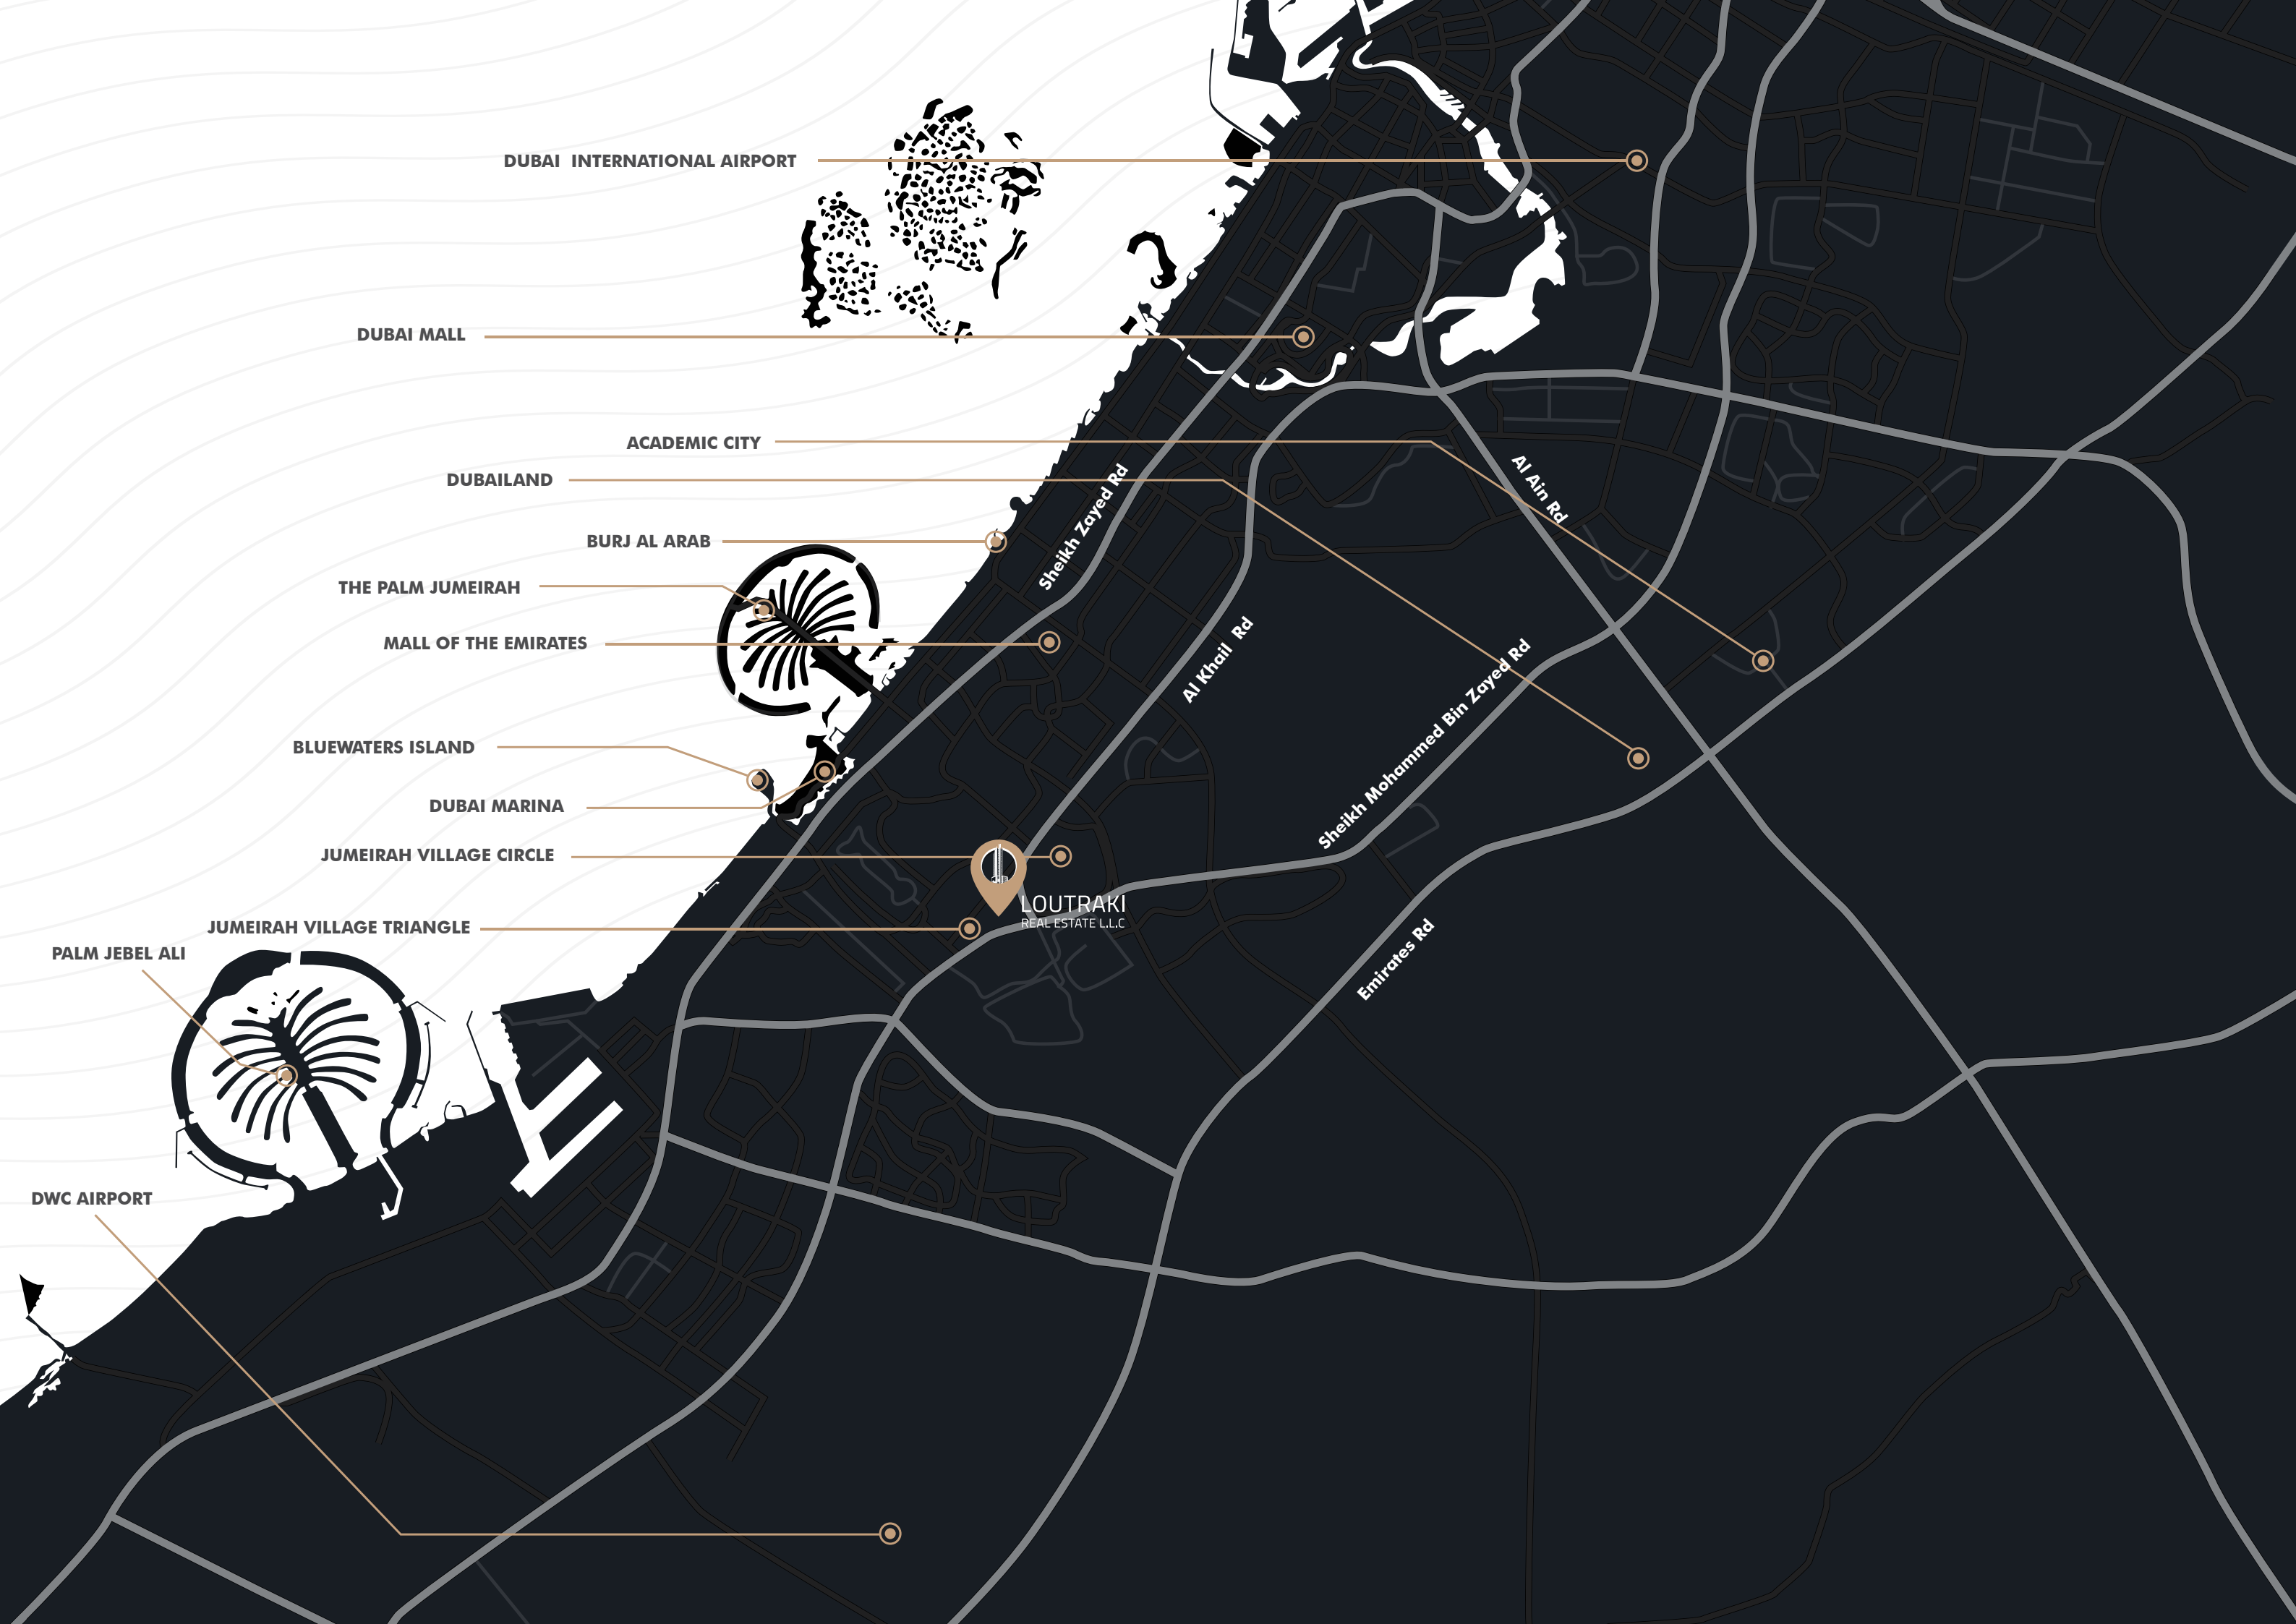 DUBAI  INTERNATIONAL AIRPORT
DUBAI MALL
ACADEMIC CITY
DUBAILAND
BURJ AL ARAB
THE PALM JUMEIRAH
MALL OF THE EMIRATES
BLUEWATERS ISLAND
DUBAI MARINA
JUMEIRAH VILLAGE CIRCLE
JUMEIRAH VILLAGE TRIANGLE
PALM JEBEL ALI
DWC AIRPORT
Sheikh Zayed Rd
Al Ain Rd
Al Khail  Rd
Sheikh Mohammed Bin Zayed Rd
Emirates Rd
LOUTRAKI
REAL ESTATE L.L.C